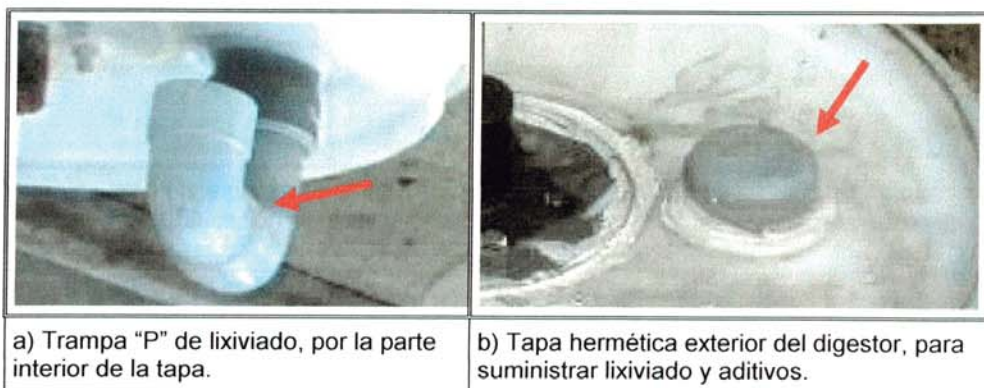 a) Trampa “P” de lixiviado, por la parte
interior de la tapa.
b) Tapa hermética exterior del digestor, para
suministrar lixiviado y aditivos.